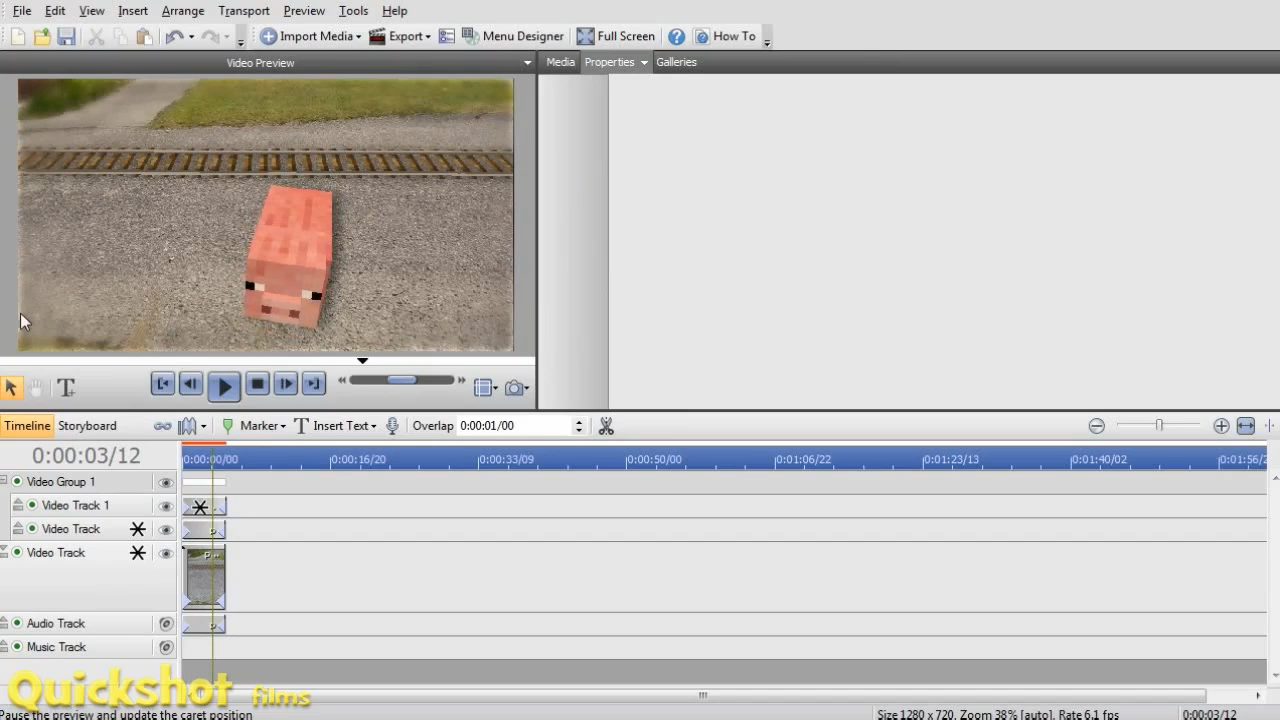 File Edit View Insert Arrange Transport Preview Tools Help
Import Media Export Menu Designer Full Screen How To
Video Preview Media Properties Galleries
Timeline Storyboard Marker Insert Text Overlap 0:00:01/00
0:00:03/12 0:00:00/00 0:00:16/20 0:00:33/09 0:00:50/00 0:01:06/22 0:01:23/13 0:01:40/02 0:01:56/2
Video Group 1
Video Track 1
Video Track
Video Track
Audio Track
Music Track
Quickshot films
Pause the preview and update the caret position Size 1280 x 720, Zoom 38% [auto], Rate 6.1 fps 0:00:03/12